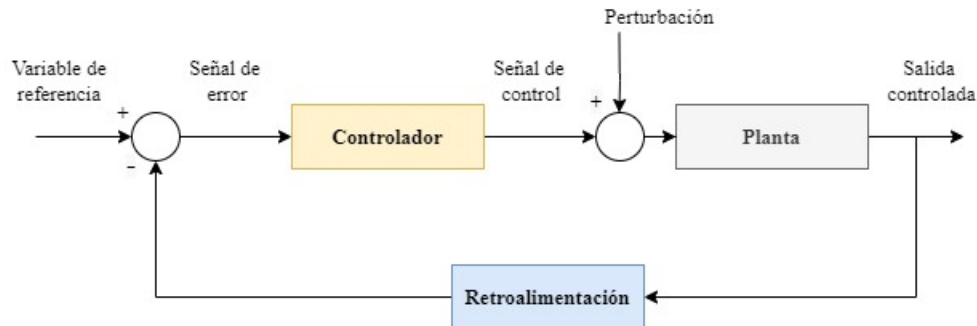 Perturbación
Variable de
referencia
Señal de
error
Señal de
control
Salida
controlada
+
+
Controlador
Planta
-
Retroalimentación